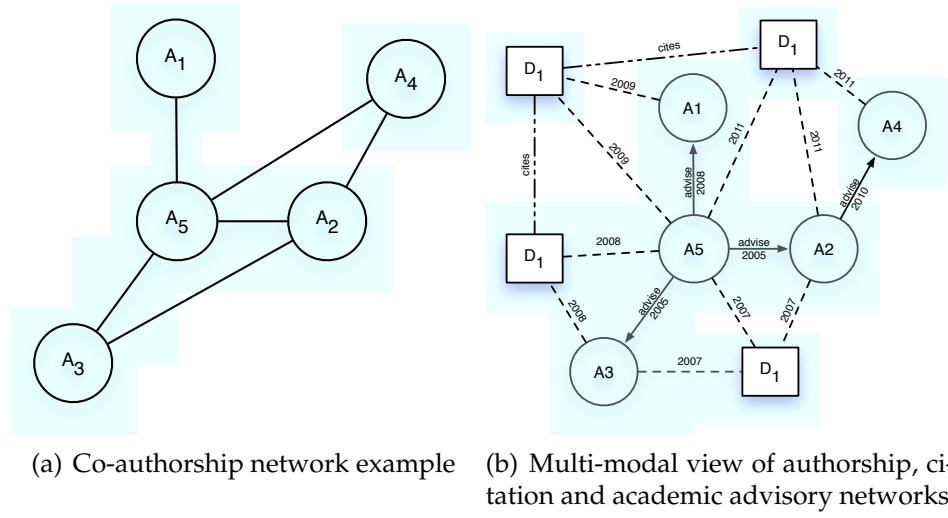 A1
A4
A5
A2
A3
(a) Co-authorship network example
D1
cites
D1
2009
A1
2011
A4
cites
2009
advise
2008
2011
2011
advise
2010
D1
2008
A5
advise
2005
A2
2008
advise
2005
2007
2007
A3
2007
D1
(b) Multi-modal view of authorship, ci-
tation and academic advisory networks